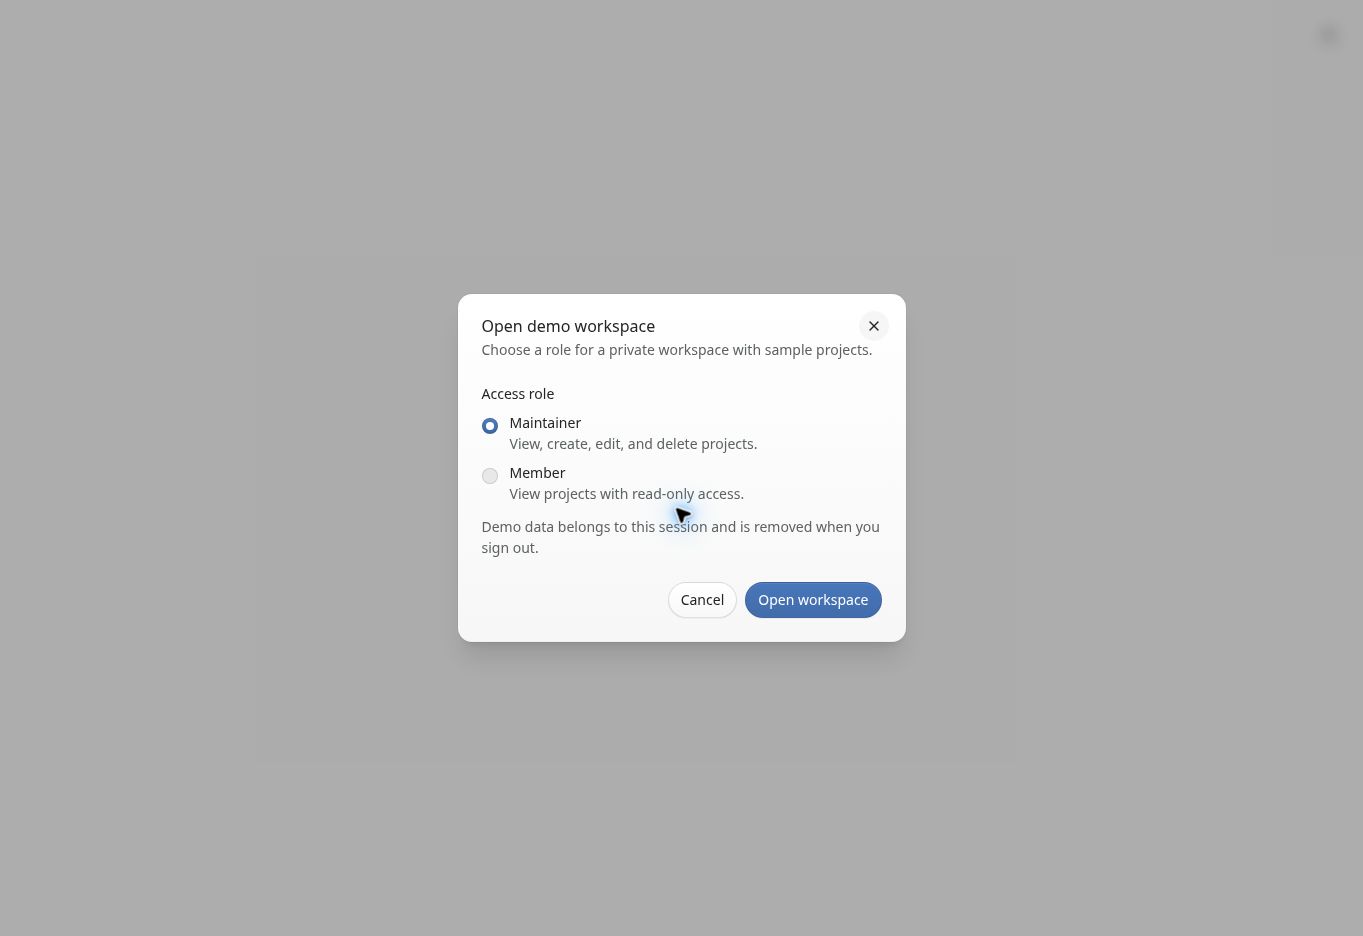 Open demo workspace
Choose a role for a private workspace with sample projects.
Access role
Maintainer
View, create, edit, and delete projects.
Member
View projects with read-only access.
Demo data belongs to this session and is removed when you
sign out.
Cancel
Open workspace